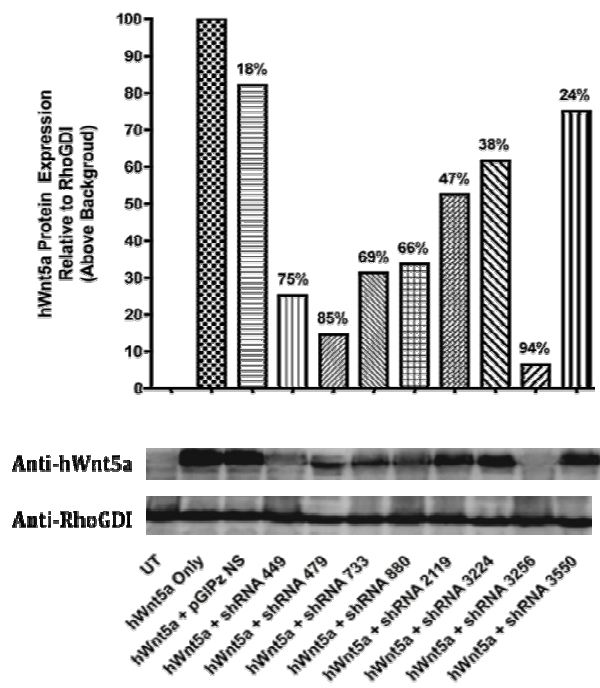 hWnt5a Protein Expression
Relative to RhoGDI
(Above Backgroud)
100
90
80
70
60
50
40
30
20
10
0
18%
75%
85%
69%
66%
47%
38%
94%
24%
Anti-hWnt5a
Anti-RhoGDI
UT
hWnt5a Only
hWnt5a + pGIPz NS
hWnt5a + shRNA 449
hWnt5a + shRNA 479
hWnt5a + shRNA 733
hWnt5a + shRNA 880
hWnt5a + shRNA 2119
hWnt5a + shRNA 3224
hWnt5a + shRNA 3256
hWnt5a + shRNA 3550